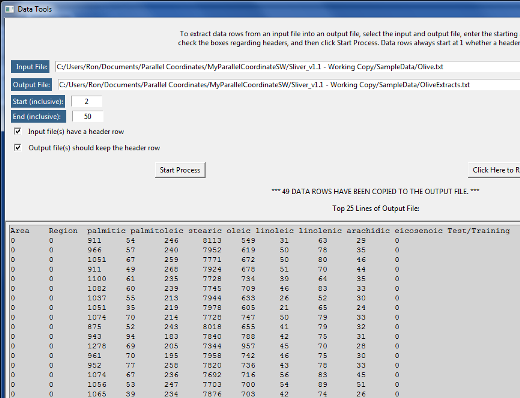 Data Tools
To extract data rows from an input file into an output file, select the input and output file, enter the starting
check the boxes regarding headers, and then click Start Process. Data rows always start at 1 whether a header
Input File: C:/Users/Ron/Documents/Parallel Coordinates/MyParallelCoordinateSW/Sliver_v1.1 - Working Copy/SampleData/Olive.txt
Output File: C:/Users/Ron/Documents/Parallel Coordinates/MyParallelCoordinateSW/Sliver_v1.1 - Working Copy/SampleData/OliveExtracts.txt
Start (inclusive): 2
End (inclusive): 50
Input file(s) have a header row
Output file(s) should keep the header row
Start Process Click Here to R
*** 49 DATA ROWS HAVE BEEN COPIED TO THE OUTPUT FILE. ***
Top 25 Lines of Output File:
Area Region palmitic palmitoleic stearic oleic linoleic linolenic arachidic eicosenoic Test/Training
0 0 911 54 246 8113 549 31 63 29 0
0 0 966 57 240 7952 619 50 78 35 0
0 0 1051 67 259 7771 672 50 80 46 0
0 0 911 49 268 7924 678 51 70 44 0
0 0 1100 61 235 7728 734 39 64 35 0
0 0 1082 60 239 7745 709 46 83 33 0
0 0 1037 55 213 7944 633 26 52 30 0
0 0 1051 35 219 7978 605 21 65 24 0
0 0 1074 70 214 7728 747 50 79 33 0
0 0 875 52 243 8018 655 41 79 32 0
0 0 943 94 183 7840 788 42 75 31 0
0 0 1278 69 205 7344 957 45 70 28 0
0 0 961 70 195 7958 742 46 75 30 0
0 0 952 77 258 7820 736 43 78 33 0
0 0 1074 67 236 7692 716 56 83 45 0
0 0 1056 53 247 7703 700 54 89 51 0
0 0 1065 39 234 7876 703 42 74 26 0